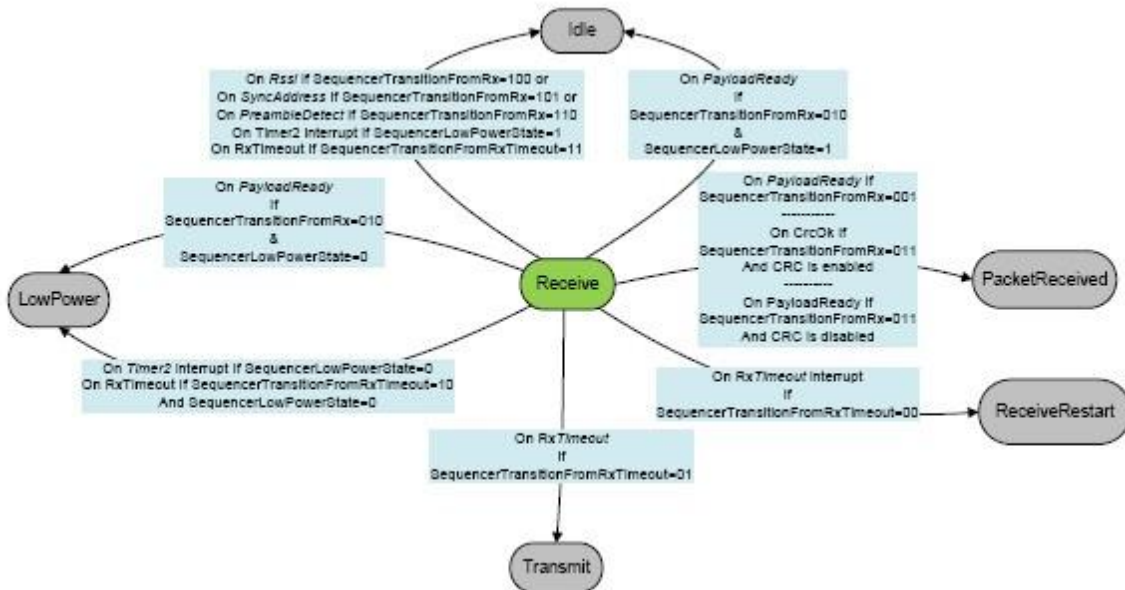 Idle
On Rssi if SequencerTransitionFromRx=100 or
On SyncAddress if SequencerTransitionFromRx=101 or
On PreambleDetect if SequencerTransitionFromRx=110
On Timer2 Interrupt if SequencerLowPowerState=1
On RxTimeout if SequencerTransitionFromRxTimeout=11
On PayloadReady
if
SequencerTransitionFromRx=010
&
SequencerLowPowerState=1
On PayloadReady
if
SequencerTransitionFromRx=010
&
SequencerLowPowerState=0
On PayloadReady if
SequencerTransitionFromRx=001
------------
On CrcOk if
SequencerTransitionFromRx=011
And CRC is enabled
-----------
On PayloadReady if
SequencerTransitionFromRx=011
And CRC is disabled
LowPower
Receive
PacketReceived
On Timer2 Interrupt if SequencerLowPowerState=0
On RxTimeout if SequencerTransitionFromRxTimeout=10
And SequencerLowPowerState=0
On RxTimeout Interrupt
if
SequencerTransitionFromRxTimeout=00
ReceiveRestart
On RxTimeout
if
SequencerTransitionFromRxTimeout=01
Transmit